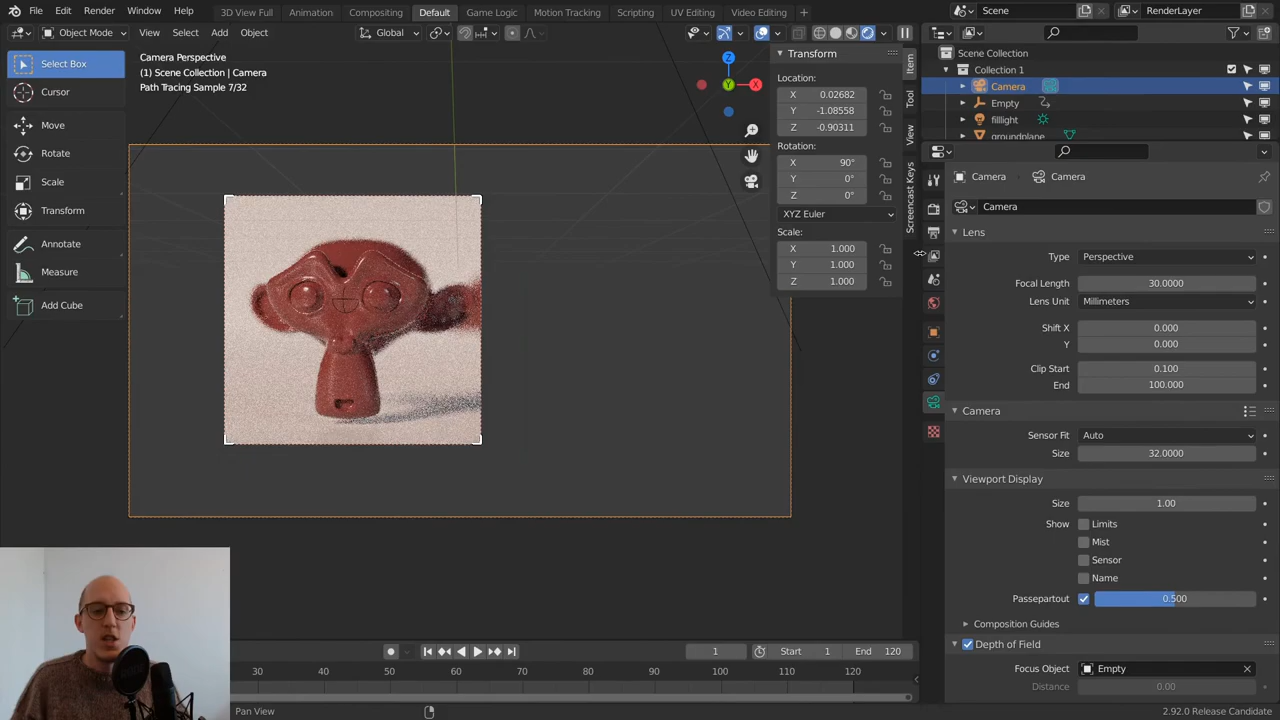 File Edit Render Window Help 3D View Full Animation Compositing Default Game Logic Motion Tracking Scripting UV Editing Video Editing + Scene RenderLayer
Object Mode View Select Add Object Global
Select Box
Cursor
Move
Rotate
Scale
Transform
Annotate
Measure
Add Cube
Camera Perspective
(1) Scene Collection | Camera
Path Tracing Sample 7/32
Z
Y
X
Transform
Location:
X 0.02682
Y -1.08558
Z -0.90311
Rotation:
X 90°
Y 0°
Z 0°
XYZ Euler
Scale:
X 1.000
Y 1.000
Z 1.000
Item
Tool
View
Screencast Keys
Scene Collection
Collection 1
Camera
Empty
filllight
groundplane
Camera Camera
Camera
Lens
Type Perspective
Focal Length 30.0000
Lens Unit Millimeters
Shift X 0.000
Y 0.000
Clip Start 0.100
End 100.000
Camera
Sensor Fit Auto
Size 32.0000
Viewport Display
Size 1.00
Show Limits
Mist
Sensor
Name
Passepartout 0.500
Composition Guides
Depth of Field
Focus Object Empty
Distance 0.00
1 Start 1 End 120
30 40 50 60 70 80 90 100 110 120
Pan View
2.92.0 Release Candidate